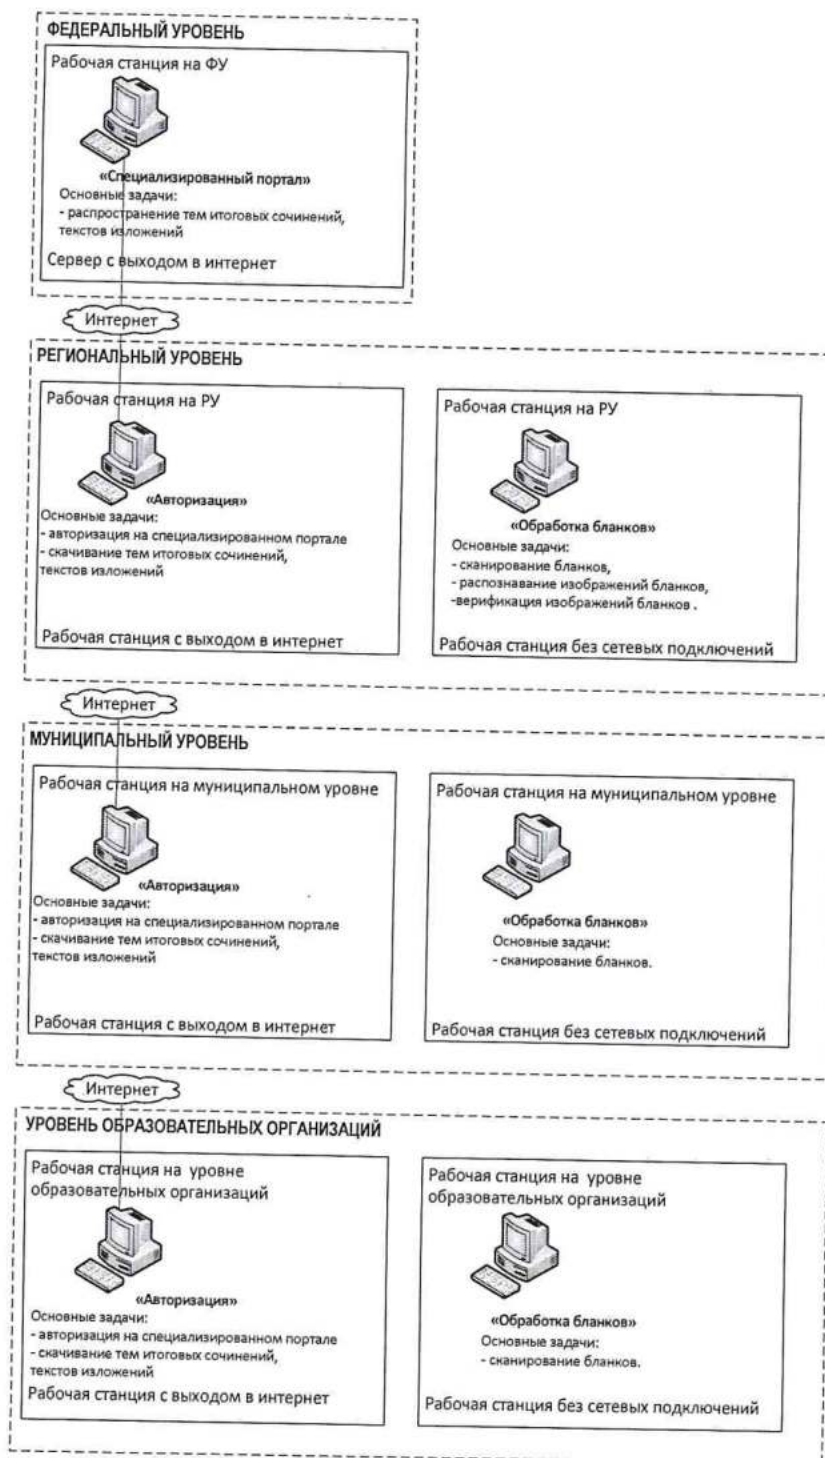 ФЕДЕРАЛЬНЫЙ УРОВЕНЬ
Рабочая станция на ФУ
«Специализированный портал»
Основные задачи:
- распространение тем итоговых сочинений,
текстов изложений
Сервер с выходом в интернет
Интернет
РЕГИОНАЛЬНЫЙ УРОВЕНЬ
Рабочая станция на РУ
«Авторизация»
Основные задачи:
- авторизация на специализированном портале
- скачивание тем итоговых сочинений,
текстов изложений
Рабочая станция с выходом в интернет
Рабочая станция на РУ
«Обработка бланков»
Основные задачи:
- сканирование бланков,
- распознавание изображений бланков,
-верификация изображений бланков .
Рабочая станция без сетевых подключений
Интернет
МУНИЦИПАЛЬНЫЙ УРОВЕНЬ
Рабочая станция на муниципальном уровне
«Авторизация»
Основные задачи:
- авторизация на специализированном портале
- скачивание тем итоговых сочинений,
текстов изложений
Рабочая станция с выходом в интернет
Рабочая станция на муниципальном уровне
«Обработка бланков»
Основные задачи:
- сканирование бланков.
Рабочая станция без сетевых подключений
Интернет
УРОВЕНЬ ОБРАЗОВАТЕЛЬНЫХ ОРГАНИЗАЦИЙ
Рабочая станция на уровне
образовательных организаций
«Авторизация»
Основные задачи:
- авторизация на специализированном портале
- скачивание тем итоговых сочинений,
текстов изложений
Рабочая станция с выходом в интернет
Рабочая станция на уровне
образовательных организаций
«Обработка бланков»
Основные задачи:
- сканирование бланков.
Рабочая станция без сетевых подключений